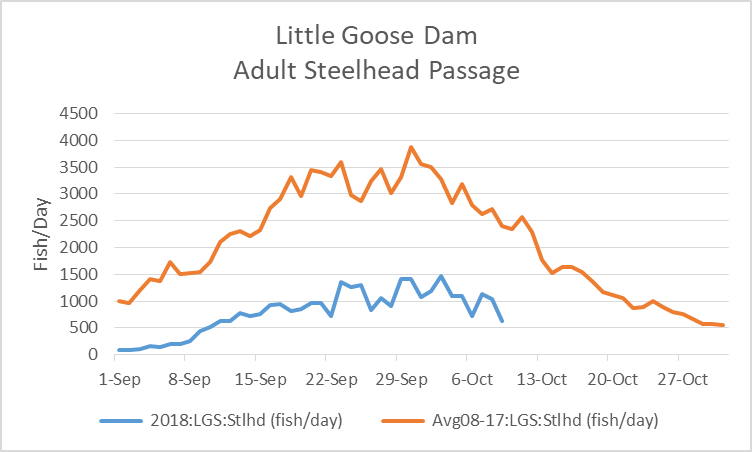 Little Goose Dam
Adult Steelhead Passage
Fish/Day
4500
4000
3500
3000
2500
2000
1500
1000
500
0
1-Sep 8-Sep 15-Sep 22-Sep 29-Sep 6-Oct 13-Oct 20-Oct 27-Oct
2018:LGS:Stlhd (fish/day) Avg08-17:LGS:Stlhd (fish/day)